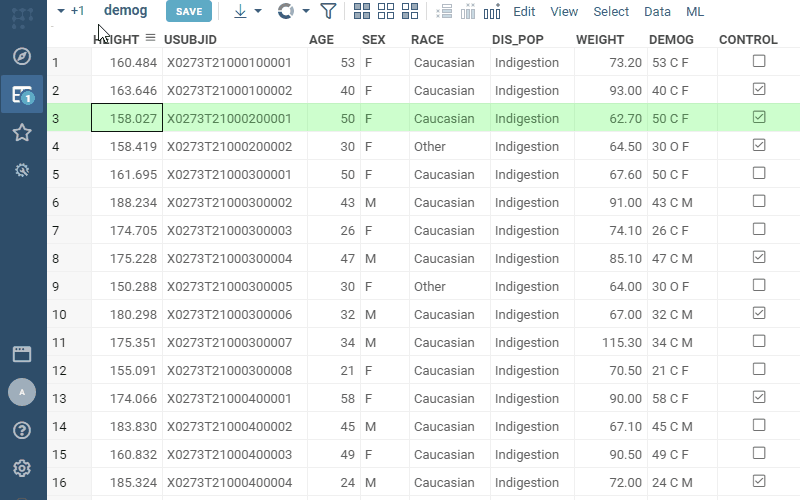 +1 demog SAVE Edit View Select Data ML
HEIGHT USUBJID AGE SEX RACE DIS_POP WEIGHT DEMOG CONTROL
1 160.484 X0273T21000100001 53 F Caucasian Indigestion 73.20 53 C F
2 163.646 X0273T21000100002 40 F Caucasian Indigestion 93.00 40 C F
3 158.027 X0273T21000200001 50 F Caucasian Indigestion 62.70 50 C F
4 158.419 X0273T21000200002 30 F Other Indigestion 64.50 30 O F
5 161.695 X0273T21000300001 50 F Caucasian Indigestion 67.60 50 C F
6 188.234 X0273T21000300002 43 M Caucasian Indigestion 91.00 43 C M
7 174.705 X0273T21000300003 26 F Caucasian Indigestion 74.10 26 C F
8 175.228 X0273T21000300004 47 M Caucasian Indigestion 85.10 47 C M
9 150.288 X0273T21000300005 30 F Other Indigestion 64.00 30 O F
10 180.298 X0273T21000300006 32 M Caucasian Indigestion 67.00 32 C M
11 175.351 X0273T21000300007 34 M Caucasian Indigestion 115.30 34 C M
12 155.091 X0273T21000300008 21 F Caucasian Indigestion 70.50 21 C F
13 174.066 X0273T21000400001 58 F Caucasian Indigestion 90.00 58 C F
14 183.830 X0273T21000400002 45 M Caucasian Indigestion 67.10 45 C M
15 160.832 X0273T21000400003 49 F Caucasian Indigestion 90.50 49 C F
16 185.324 X0273T21000400004 24 M Caucasian Indigestion 72.00 24 C M
1
A